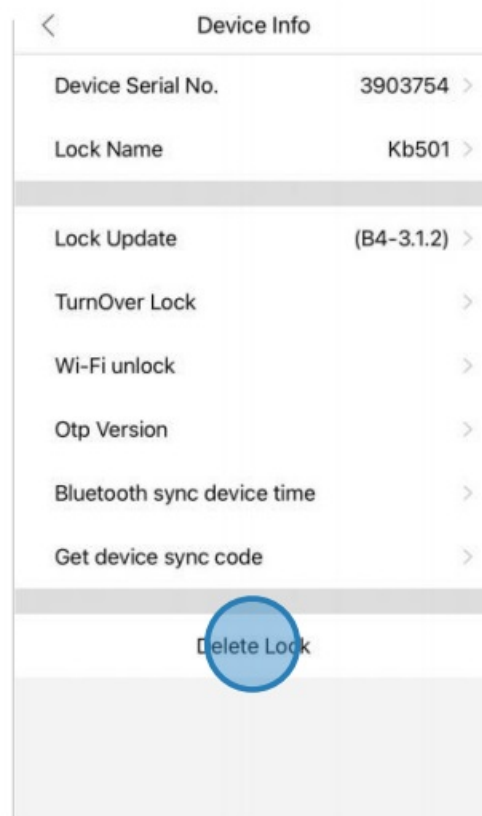 Device Info
Device Serial No. 3903754
Lock Name Kb501
Lock Update (B4-3.1.2)
TurnOver Lock
Wi-Fi unlock
Otp Version
Bluetooth sync device time
Get device sync code
Delete Lock